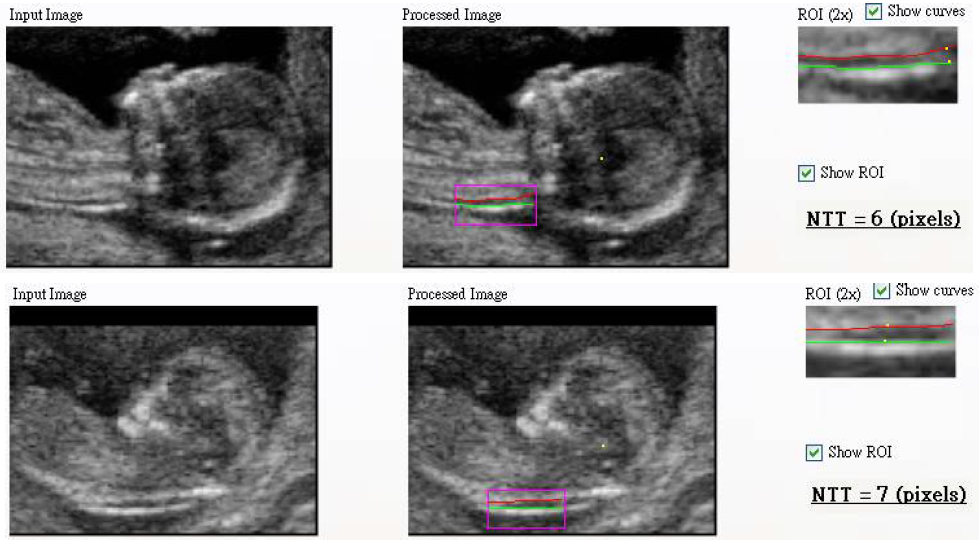 Input Image
Processed Image
ROI (2x) Show curves
Show ROI
NTT = 6 (pixels)
Input Image
Processed Image
ROI (2x) Show curves
Show ROI
NTT = 7 (pixels)